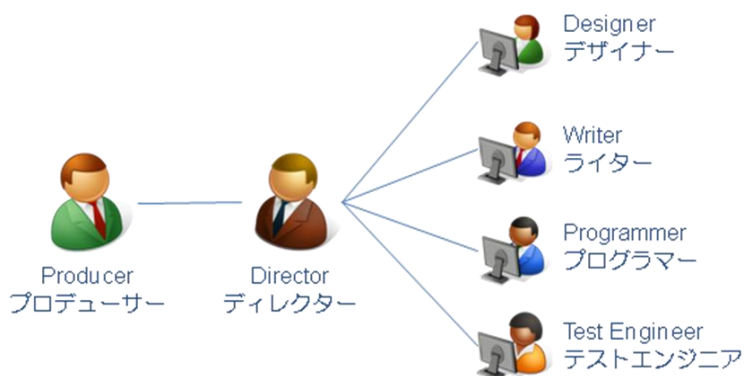 Producer
プロデューサー
Director
ディレクター
Designer
デザイナー
Writer
ライター
Programmer
プログラマー
Test Engineer
テストエンジニア